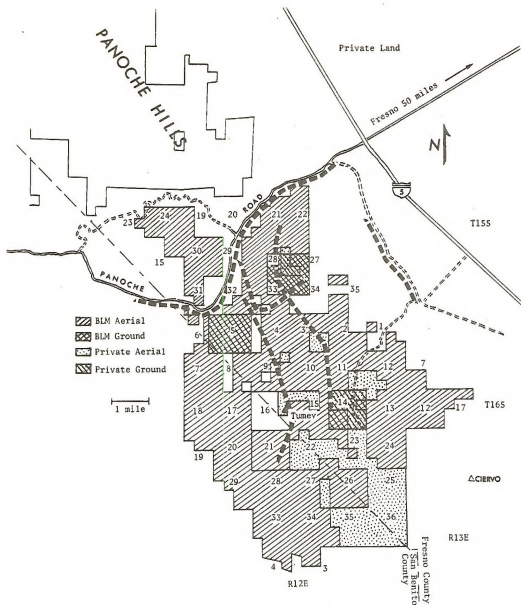 Private Land
PANOCHE HILLS
Fresno 50 miles
N
5
ROAD
23
24
19
20
21
22
T15S
15
30
29
28
27
PANOCHE
31
32
33
34
35
BLM Aerial
BLM Ground
Private Aerial
Private Ground
1 mile
6
5
4
3
2
1
7
8
9
10
11
12
7
18
17
16
15
14
13
12
17
T16S
Tumey
19
20
21
22
23
24
29
28
27
26
25
CIERVO
33
34
35
36
4
3
R12E
R13E
Fresno County
San Benito
County